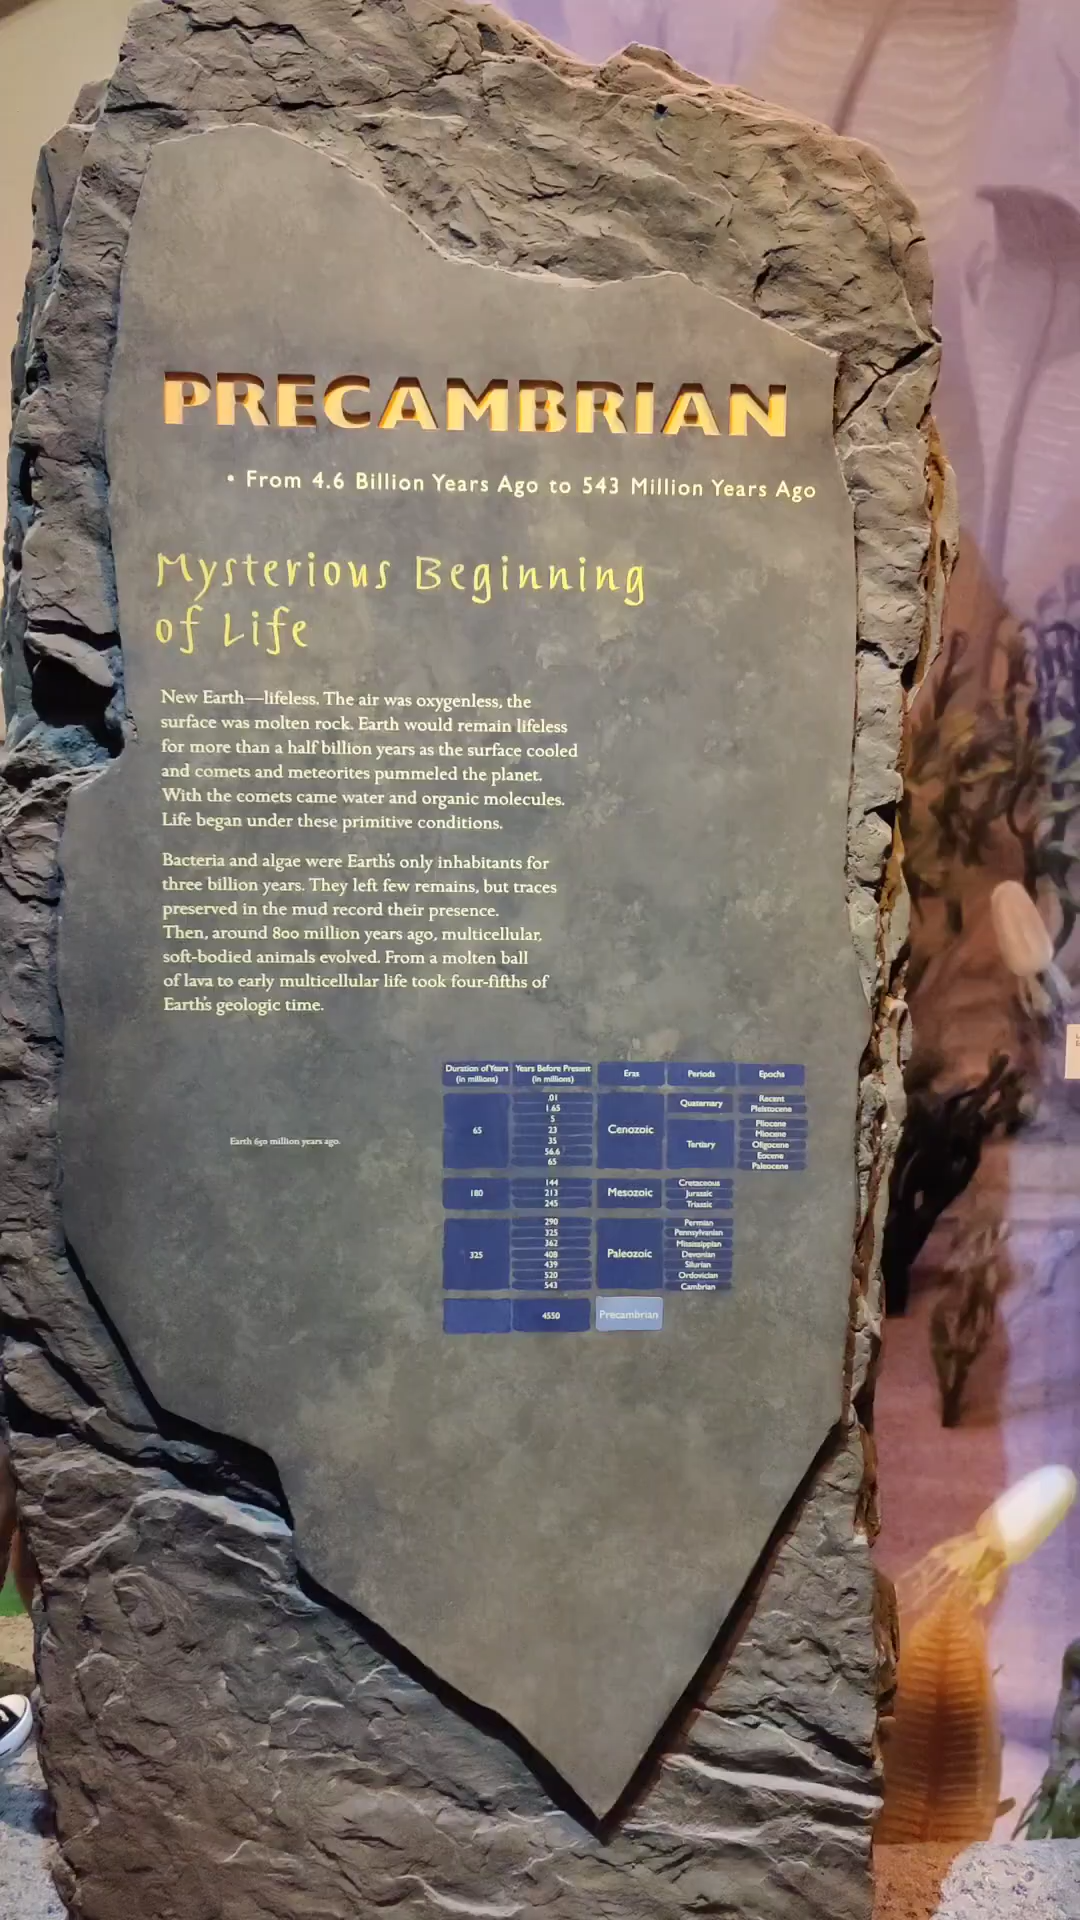 PRECAMBRIAN
• From 4.6 Billion Years Ago to 543 Million Years Ago
Mysterious Beginning
of Life
New Earth—lifeless. The air was oxygenless, the
surface was molten rock. Earth would remain lifeless
for more than a half billion years as the surface cooled
and comets and meteorites pummeled the planet.
With the comets came water and organic molecules.
Life began under these primitive conditions.
Bacteria and algae were Earth's only inhabitants for
three billion years. They left few remains, but traces
preserved in the mud record their presence.
Then, around 800 million years ago, multicellular,
soft-bodied animals evolved. From a molten ball
of lava to early multicellular life took four-fifths of
Earth's geologic time.
Earth 650 million years ago.
Duration of Years (in millions) Years Before Present (in millions) Eras Periods Epochs
65 Cenozoic
.01 Quaternary Recent
1.65 Pleistocene
5 Tertiary Pliocene
23 Miocene
35 Oligocene
56.6 Eocene
65 Paleocene
180 Mesozoic
144 Cretaceous
213 Jurassic
245 Triassic
325 Paleozoic
290 Permian
325 Pennsylvanian
362 Mississippian
408 Devonian
439 Silurian
520 Ordovician
543 Cambrian
4550 Precambrian